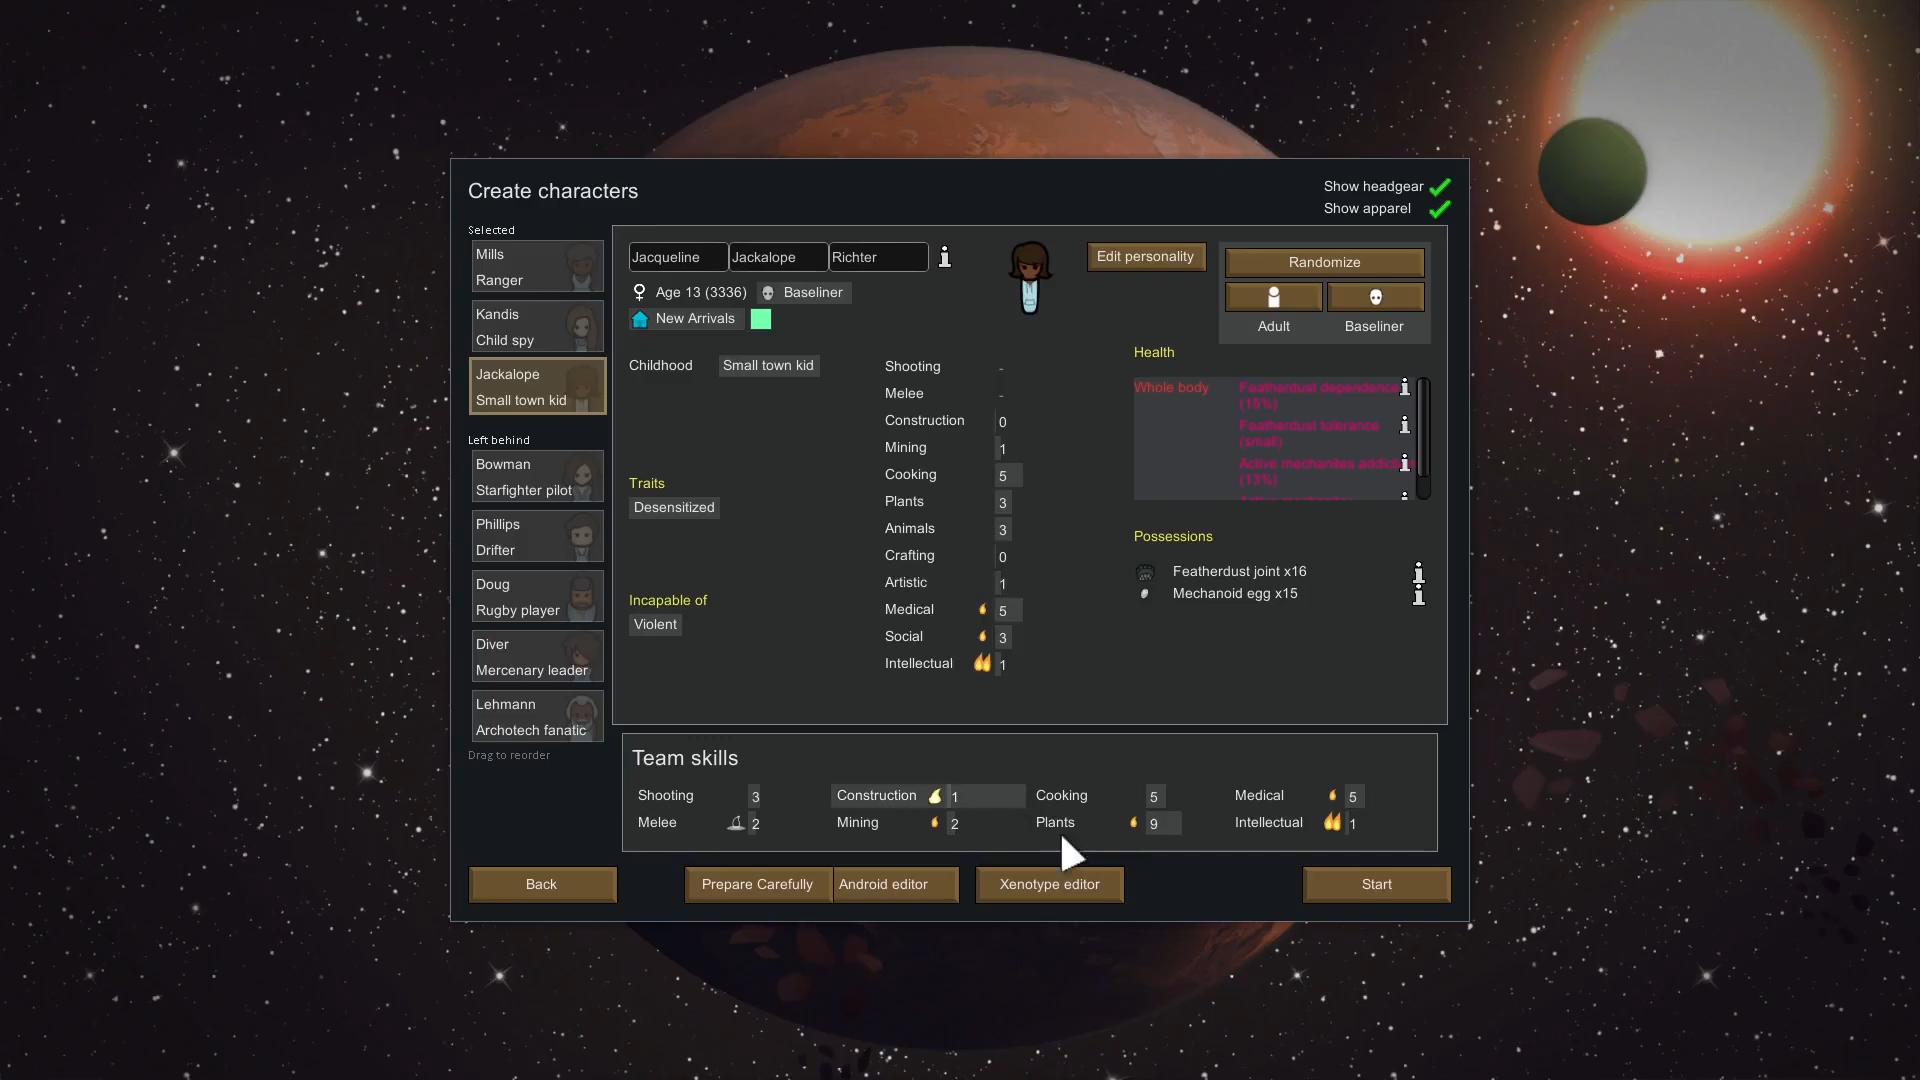 Create characters
Show headgear
Show apparel
Selected
Mills
Ranger
Kandis
Child spy
Jackalope
Small town kid
Left behind
Bowman
Starfighter pilot
Phillips
Drifter
Doug
Rugby player
Diver
Mercenary leader
Lehmann
Archotech fanatic
Drag to reorder
Jacqueline Jackalope Richter
Edit personality
Randomize
Age 13 (3336) Baseliner
New Arrivals
Adult Baseliner
Childhood Small town kid
Traits
Desensitized
Incapable of
Violent
Shooting -
Melee -
Construction 0
Mining 1
Cooking 5
Plants 3
Animals 3
Crafting 0
Artistic 1
Medical 5
Social 3
Intellectual 1
Health
Whole body Featherdust dependence
(15%)
Featherdust tolerance
(small)
Active mechanites addictio
(13%)
Active mechanites
Possessions
Featherdust joint x16
Mechanoid egg x15
Team skills
Shooting 3 Construction 1 Cooking 5 Medical 5
Melee 2 Mining 2 Plants 9 Intellectual 1
Back Prepare Carefully Android editor Xenotype editor Start